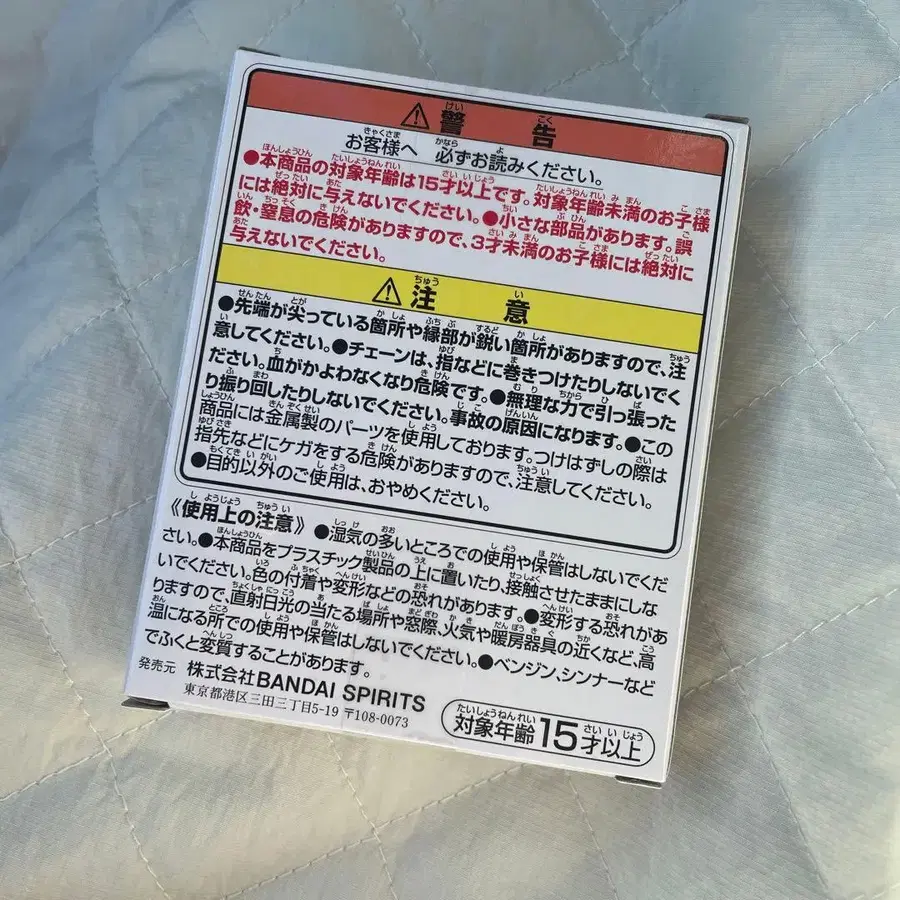 ⚠警告
お客様へ 必ずお読みください。
●本商品の対象年齢は15才以上です。対象年齢未満のお子様
には絶対に与えないでください。●小さな部品があります。誤
飲・窒息の危険がありますので、3才未満のお子様には絶対に
与えないでください。
⚠注意
●先端が尖っている箇所や縁部が鋭い箇所がありますので、注
意してください。●チェーンは、指などに巻きつけたりしないでく
ださい。血がかよわなくなり危険です。●無理な力で引っ張った
り振り回したりしないでください。事故の原因になります。●この
商品には金属製のパーツを使用しております。つけはずしの際は
指先などにケガをする危険がありますので、注意してください。
●目的以外のご使用は、おやめください。
《使用上の注意》●湿気の多いところでの使用や保管はしないでくだ
さい。●本商品をプラスチック製品の上に置いたり、接触させたままにしな
いでください。色の付着や変形などの恐れがあります。●変形する恐れがあ
りますので、直射日光の当たる場所や窓際、火気や暖房器具の近くなど、高
温になる所での使用や保管はしないでください。●ベンジン、シンナーなど
でふくと変質することがあります。
発売元 株式会社BANDAI SPIRITS
東京都港区三田三丁目5-19 〒108-0073
対象年齢15才以上